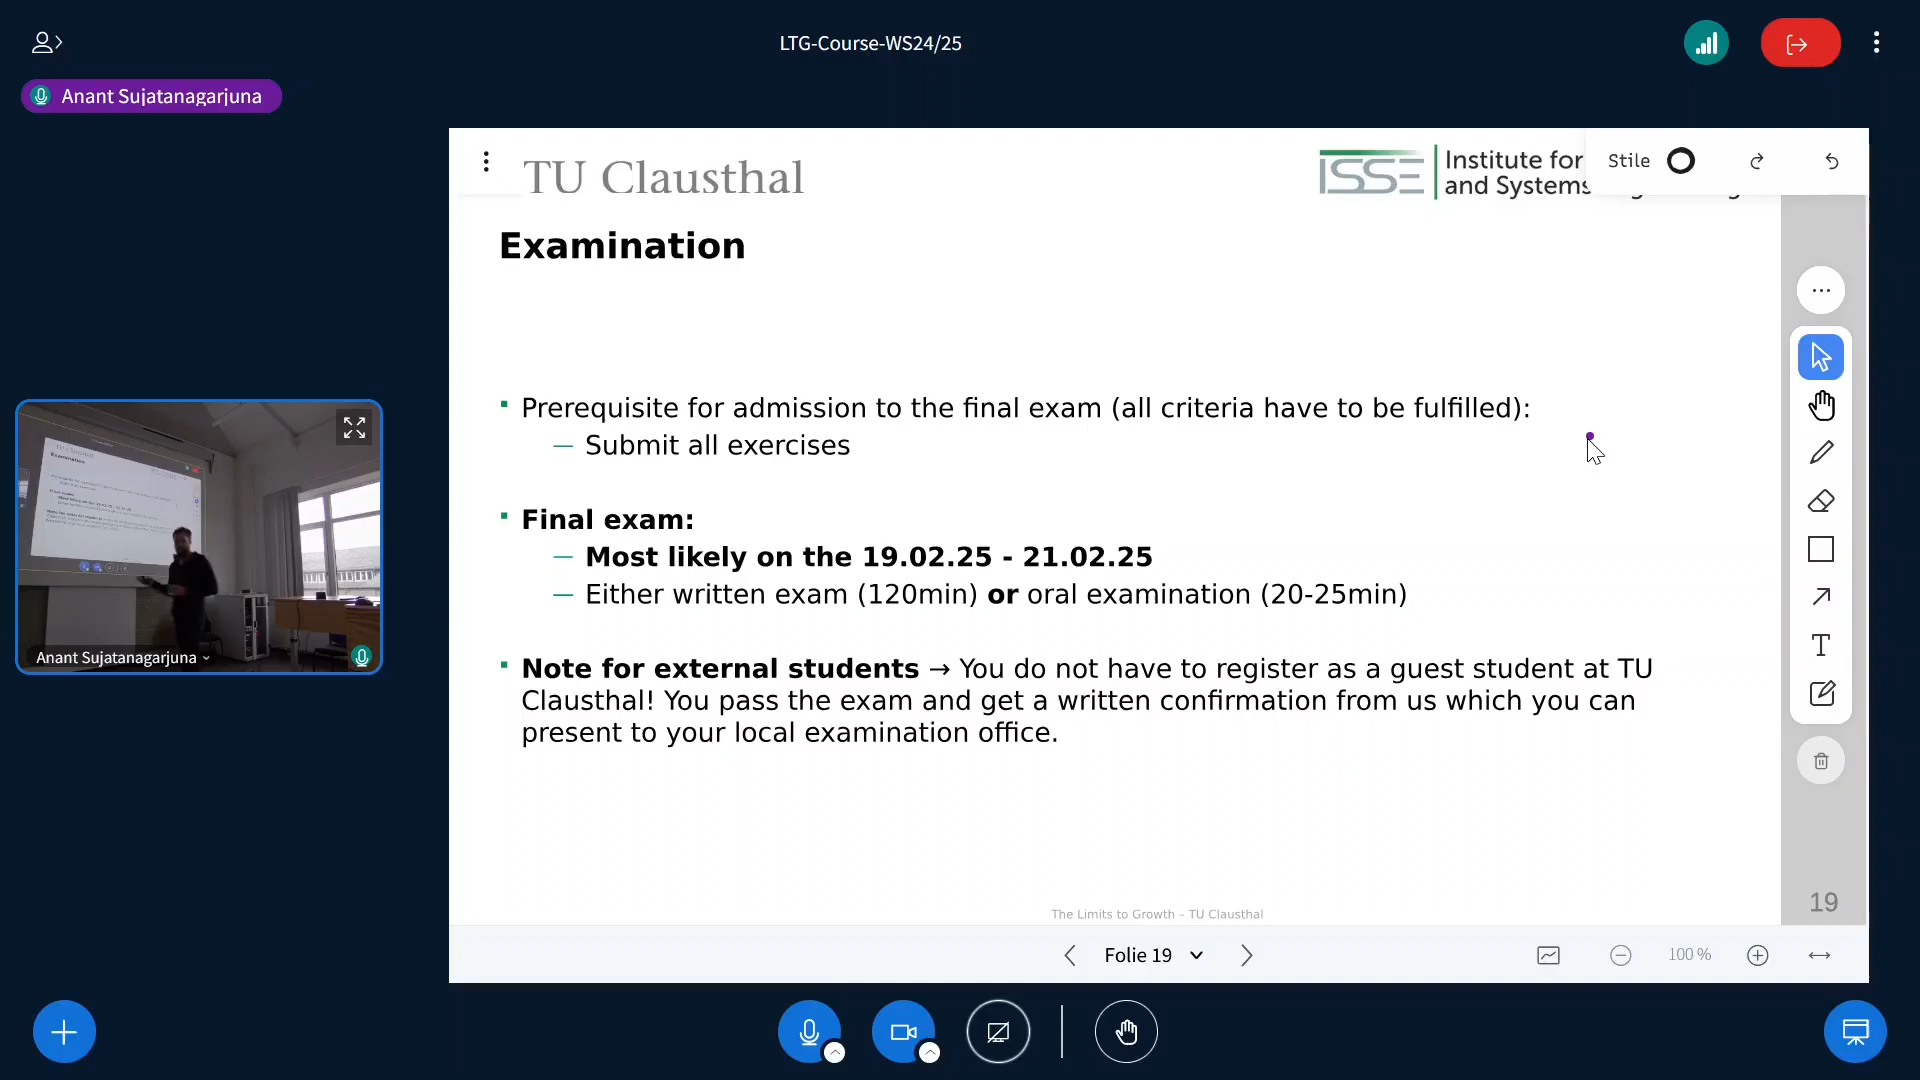 LTG-Course-WS24/25
Anant Sujatanagarjuna
TU Clausthal
ISSE
Institute for
and Systems
Stile
Examination
Prerequisite for admission to the final exam (all criteria have to be fulfilled):
— Submit all exercises
Final exam:
— Most likely on the 19.02.25 - 21.02.25
— Either written exam (120min) or oral examination (20-25min)
Note for external students → You do not have to register as a guest student at TU
Clausthal! You pass the exam and get a written confirmation from us which you can
present to your local examination office.
Anant Sujatanagarjuna
19
The Limits to Growth – TU Clausthal
Folie 19
100 %